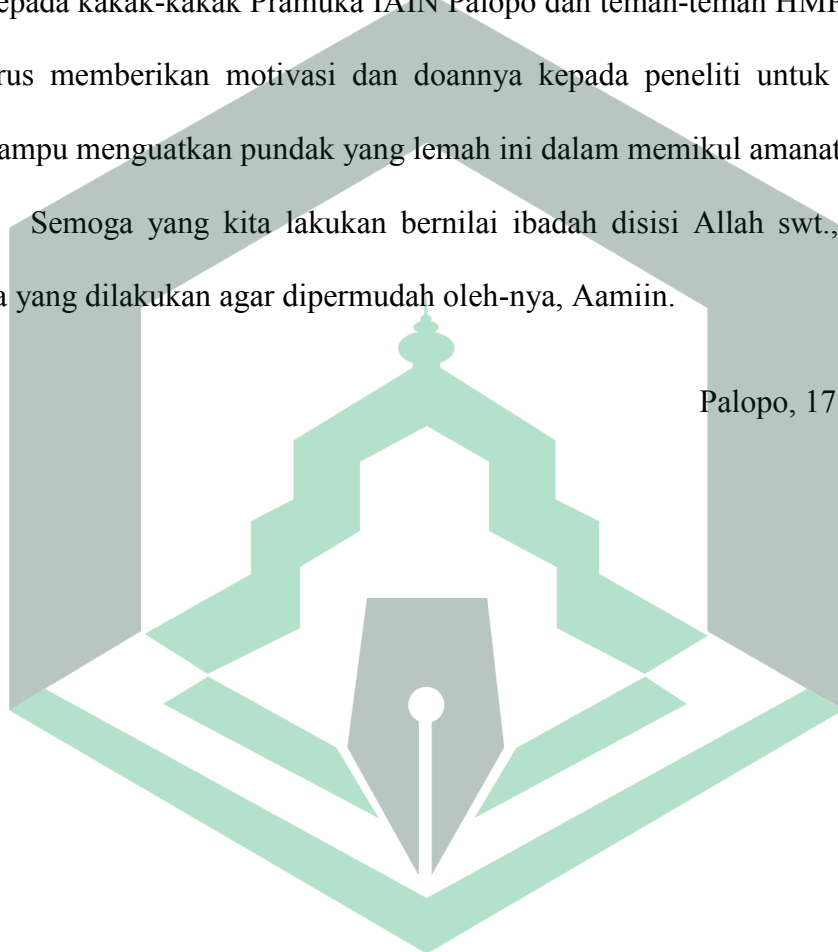 epada kakak-kakak Pramuka IAIN Palopo dan teman-teman
rus memberikan motivasi dan doannya kepada peneliti untuk
ampu menguatkan pundak yang lemah ini dalam memikul amanat
Semoga yang kita lakukan bernilai ibadah disisi Allah swt.,
a yang dilakukan agar dipermudah oleh-nya, Aamiin.
Palopo, 17